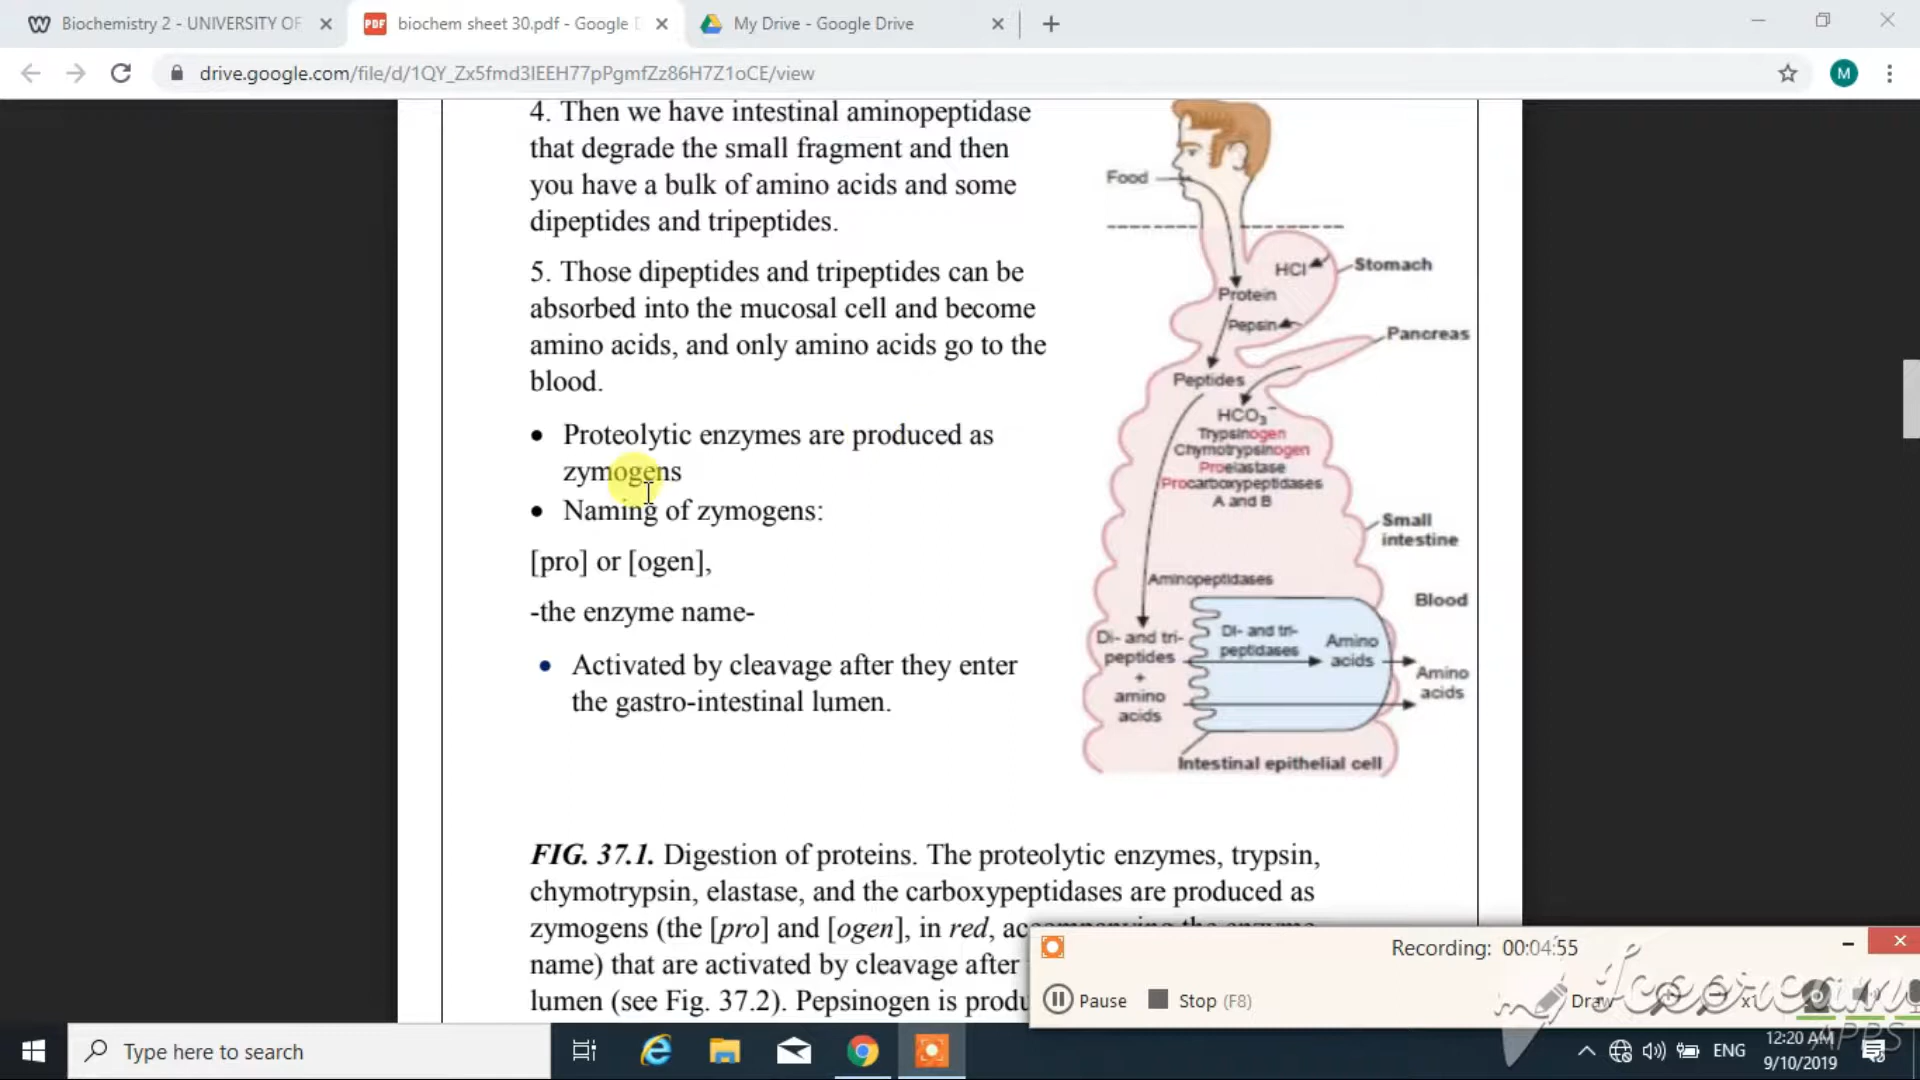 Biochemistry 2 - UNIVERSITY OF
biochem sheet 30.pdf - Google D
My Drive - Google Drive
drive.google.com/file/d/1QY_Zx5fmd3IEEH77pPgmfZz86H7Z1oCE/view
M
4. Then we have intestinal aminopeptidase
that degrade the small fragment and then
you have a bulk of amino acids and some
dipeptides and tripeptides.
5. Those dipeptides and tripeptides can be
absorbed into the mucosal cell and become
amino acids, and only amino acids go to the
blood.
• Proteolytic enzymes are produced as
zymogens
• Naming of zymogens:
[pro] or [ogen],
-the enzyme name-
• Activated by cleavage after they enter
the gastro-intestinal lumen.
Food
HCl
Stomach
Protein
Pepsin
Pancreas
Peptides
HCO3-
Trypsinogen
Chymotrypsinogen
Proelastase
Procarboxypeptidases
A and B
Small
intestine
Aminopeptidases
Blood
Di- and tri-
peptides
+
amino
acids
Di- and tri-
peptidases
Amino
acids
Amino
acids
Intestinal epithelial cell
FIG. 37.1. Digestion of proteins. The proteolytic enzymes, trypsin,
chymotrypsin, elastase, and the carboxypeptidases are produced as
zymogens (the [pro] and [ogen], in red, accompanying the enzyme
name) that are activated by cleavage after
lumen (see Fig. 37.2). Pepsinogen is produ
Recording: 00:04:55
Pause
Stop (F8)
Draw
x1
Icecream
APPS
Type here to search
ENG
12:20 AM
9/10/2019